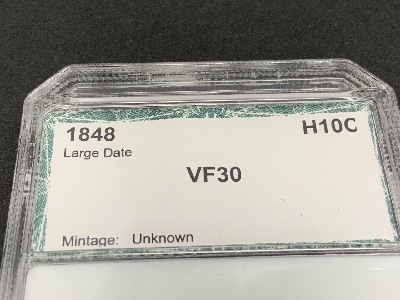 1848 H10C
Large Date
VF30
Mintage: Unknown